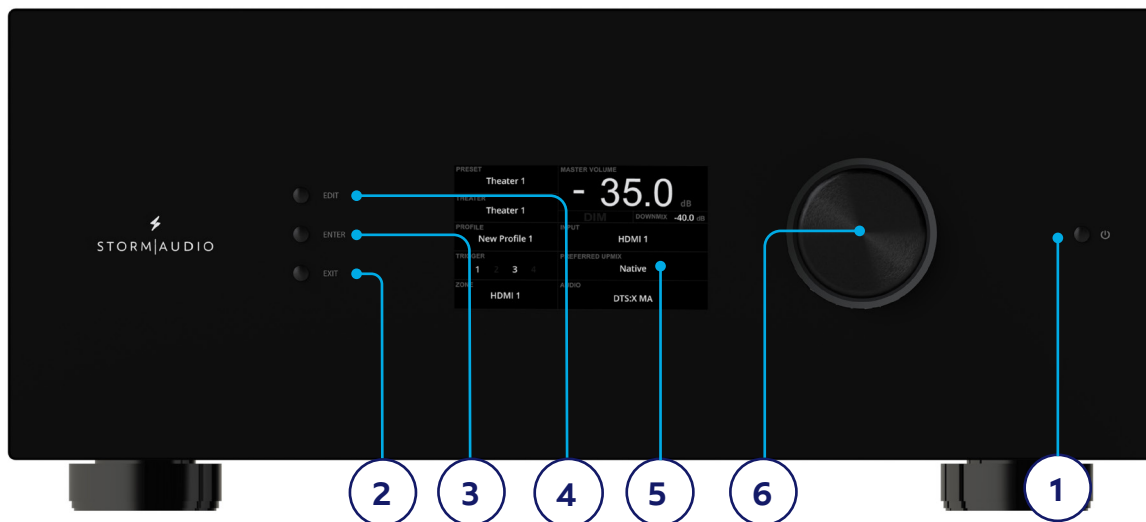 STORM|AUDIO
EDIT
ENTER
EXIT
PRESET
Theater 1
THEATER
Theater 1
PROFILE
New Profile 1
TRIGGER
1 2 3 4
ZONE
HDMI 1
MASTER VOLUME
- 35.0 dB
DIM DOWNMIX -40.0 dB
INPUT
HDMI 1
PREFERRED UPMIX
Native
AUDIO
DTS:X MA
2 3 4 5 6 1